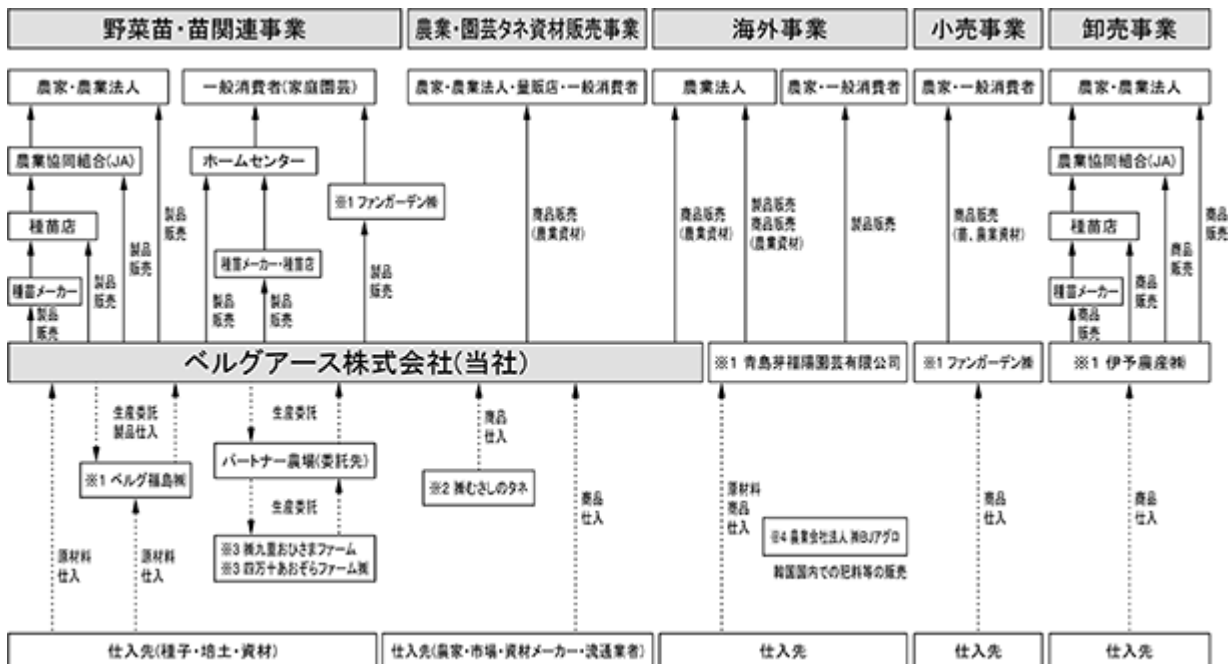 野菜苗・苗関連事業
農業・園芸タネ資材販売事業
海外事業
小売事業
卸売事業
農家・農業法人
一般消費者(家庭園芸)
農家・農業法人・量販店・一般消費者
農業法人
農家・一般消費者
農家・一般消費者
農家・農業法人
農業協同組合(JA)
ホームセンター
※1 ファンガーデン㈱
農業協同組合(JA)
種苗店
種苗メーカー・種苗店
種苗店
種苗メーカー
種苗メーカー
製品
販売
製品
販売
製品
販売
製品
販売
製品
販売
製品
販売
製品
販売
商品販売
(農業資材)
商品販売
(農業資材)
製品販売
商品販売
(農業資材)
製品販売
商品販売
(苗、農業資材)
商品
販売
商品
販売
商品
販売
商品
販売
ベルグアース株式会社(当社)
※1 青島芽福陽園芸有限公司
※1 ファンガーデン㈱
※1 伊予農産㈱
生産委託
製品仕入
生産委託
商品
仕入
※1 ベルグ福島㈱
パートナー農場(委託先)
※2 ㈱むさしのタネ
生産委託
商品
仕入
原材料
商品
仕入
商品
仕入
商品
仕入
原材料
仕入
原材料
仕入
※3 ㈱九重おひさまファーム
※3 四万十あおぞらファーム㈱
※4 農業会社法人 ㈱BJアグロ
韓国国内での肥料等の販売
仕入先(種子・培土・資材)
仕入先(農家・市場・資材メーカー・流通業者)
仕入先
仕入先
仕入先